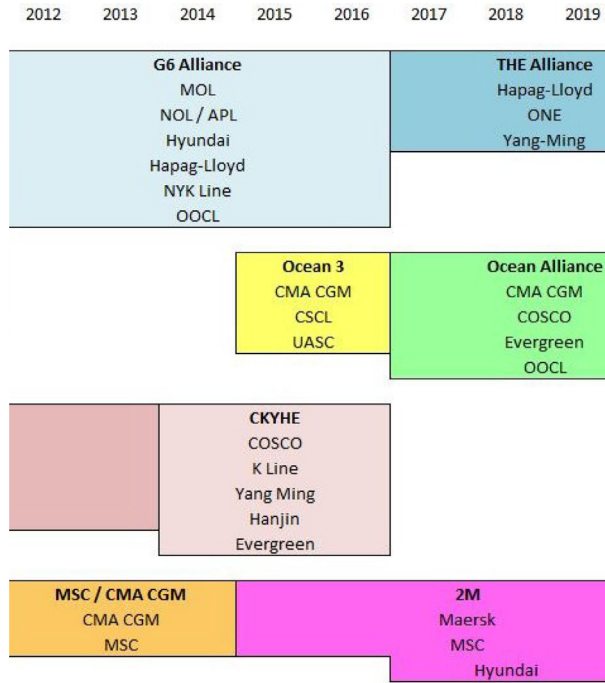 2012 2013 2014 2015 2016 2017 2018 2019
G6 Alliance
MOL
NOL / APL
Hyundai
Hapag-Lloyd
NYK Line
OOCL
THE Alliance
Hapag-Lloyd
ONE
Yang-Ming
Ocean 3
CMA CGM
CSCL
UASC
Ocean Alliance
CMA CGM
COSCO
Evergreen
OOCL
CKYHE
COSCO
K Line
Yang Ming
Hanjin
Evergreen
MSC / CMA CGM
CMA CGM
MSC
2M
Maersk
MSC
Hyundai